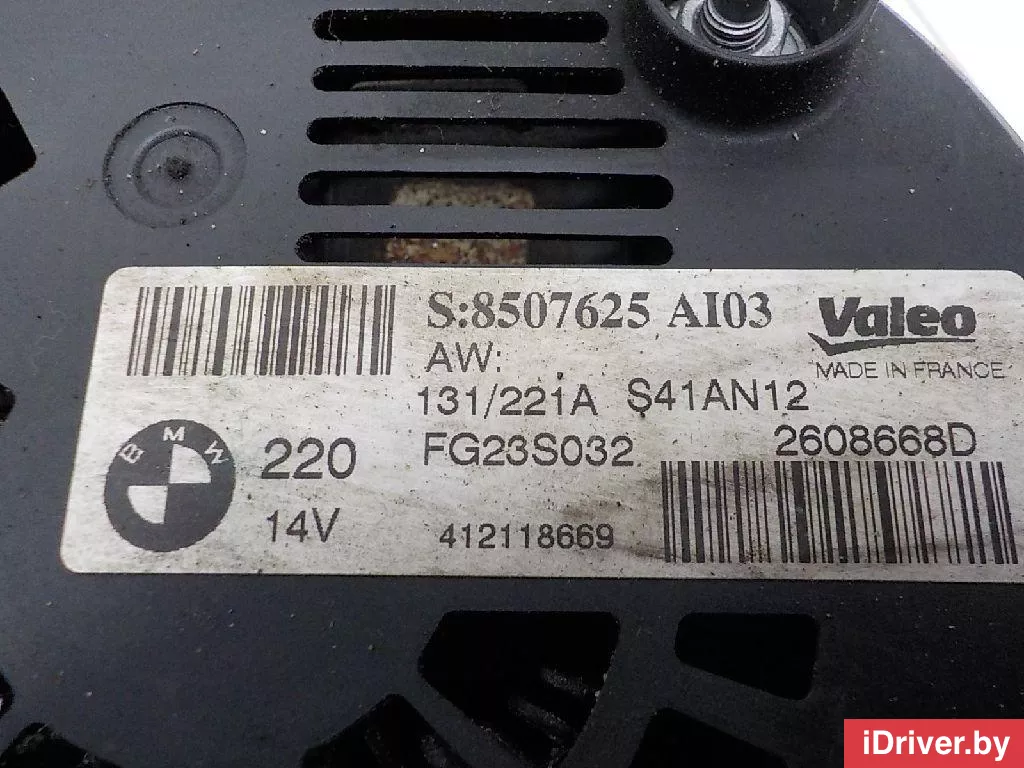 S:8507625 AI03
Valeo
AW:
MADE IN FRANCE
131/221A S41AN12
BMW
220
FG23S032
2608668D
14V
412118669
iDriver.by